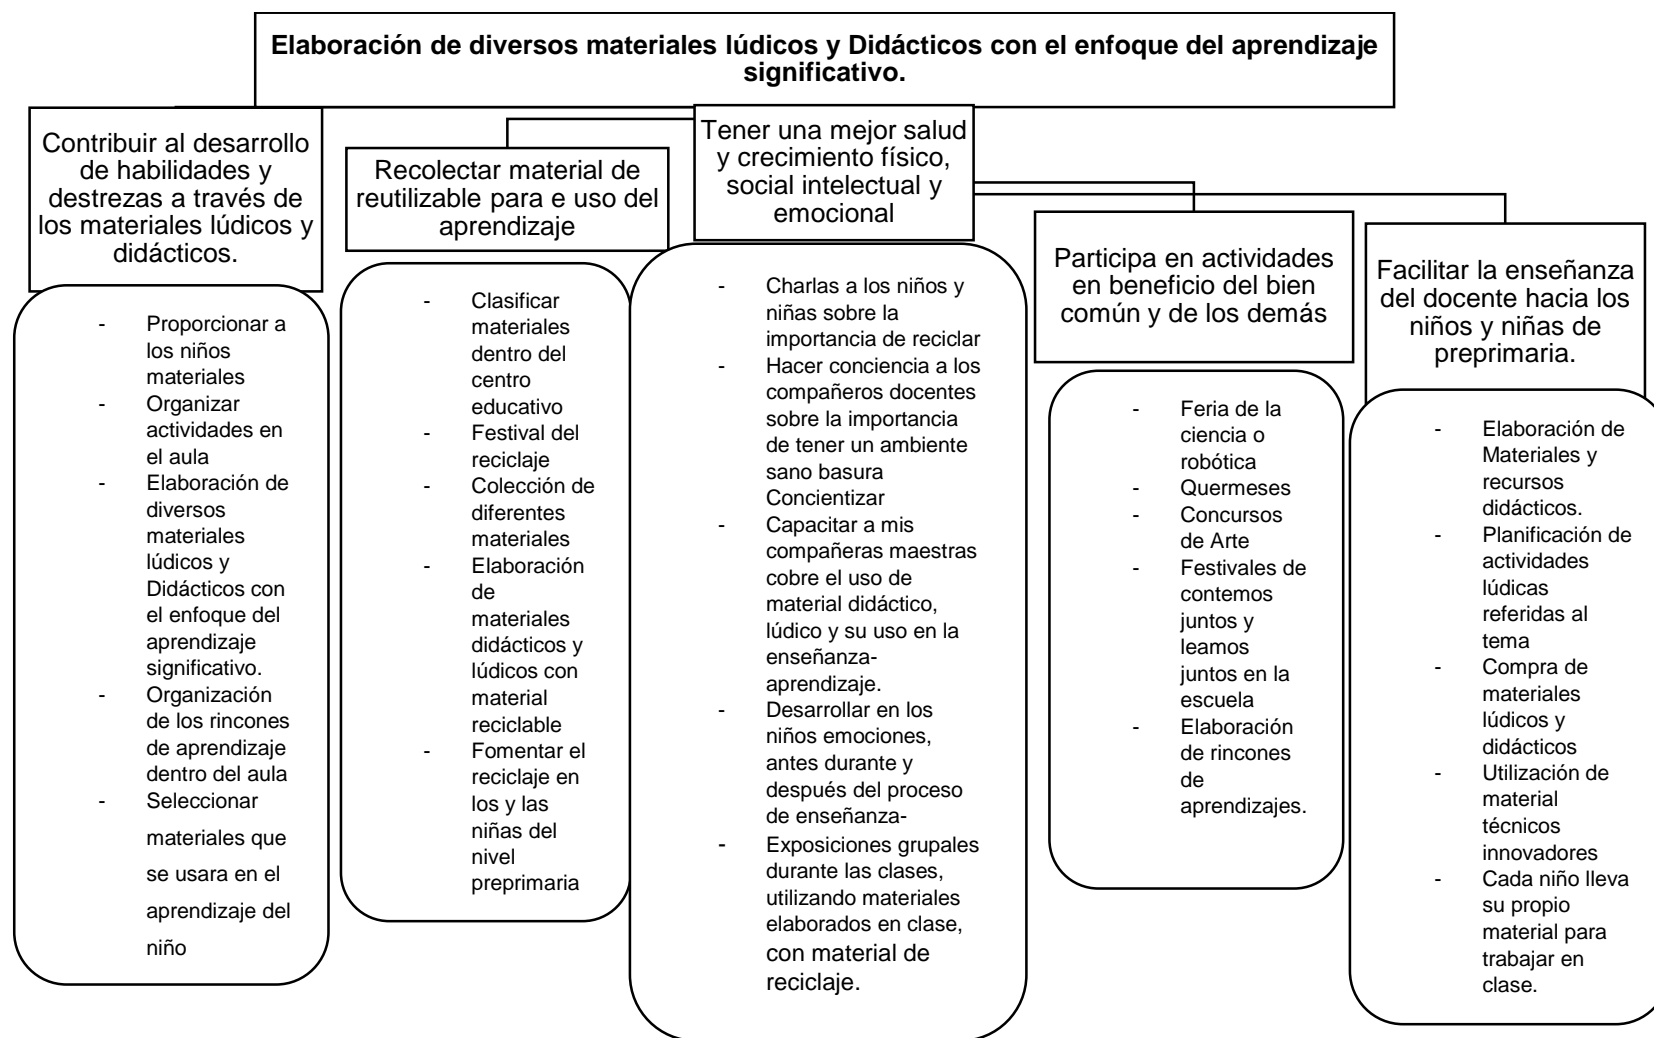 Elaboración de diversos materiales lúdicos y Didácticos con el enfoque del aprendizaje
significativo.
Contribuir al desarrollo
de habilidades y
destrezas a través de
los materiales lúdicos y
didácticos.
- Proporcionar a
los niños
materiales
- Organizar
actividades en
el aula
- Elaboración de
diversos
materiales
lúdicos y
Didácticos con
el enfoque del
aprendizaje
significativo.
- Organización
de los rincones
de aprendizaje
dentro del aula
- Seleccionar
materiales que
se usara en el
aprendizaje del
niño
Recolectar material de
reutilizable para e uso del
aprendizaje
- Clasificar
materiales
dentro del
centro
educativo
- Festival del
reciclaje
- Colección de
diferentes
materiales
- Elaboración
de
materiales
didácticos y
lúdicos con
material
reciclable
- Fomentar el
reciclaje en
los y las
niñas del
nivel
preprimaria
Tener una mejor salud
y crecimiento físico,
social intelectual y
emocional
- Charlas a los niños y
niñas sobre la
importancia de reciclar
- Hacer conciencia a los
compañeros docentes
sobre la importancia
de tener un ambiente
sano basura
Concientizar
- Capacitar a mis
compañeras maestras
cobre el uso de
material didáctico,
lúdico y su uso en la
enseñanza-
aprendizaje.
- Desarrollar en los
niños emociones,
antes durante y
después del proceso
de enseñanza-
- Exposiciones grupales
durante las clases,
utilizando materiales
elaborados en clase,
con material de
reciclaje.
Participa en actividades
en beneficio del bien
común y de los demás
- Feria de la
ciencia o
robótica
- Quermeses
- Concursos
de Arte
- Festivales de
contemos
juntos y
leamos
juntos en la
escuela
- Elaboración
de rincones
de
aprendizajes.
Facilitar la enseñanza
del docente hacia los
niños y niñas de
preprimaria.
- Elaboración de
Materiales y
recursos
didácticos.
- Planificación de
actividades
lúdicas
referidas al
tema
- Compra de
materiales
lúdicos y
didácticos
- Utilización de
material
técnicos
innovadores
- Cada niño lleva
su propio
material para
trabajar en
clase.